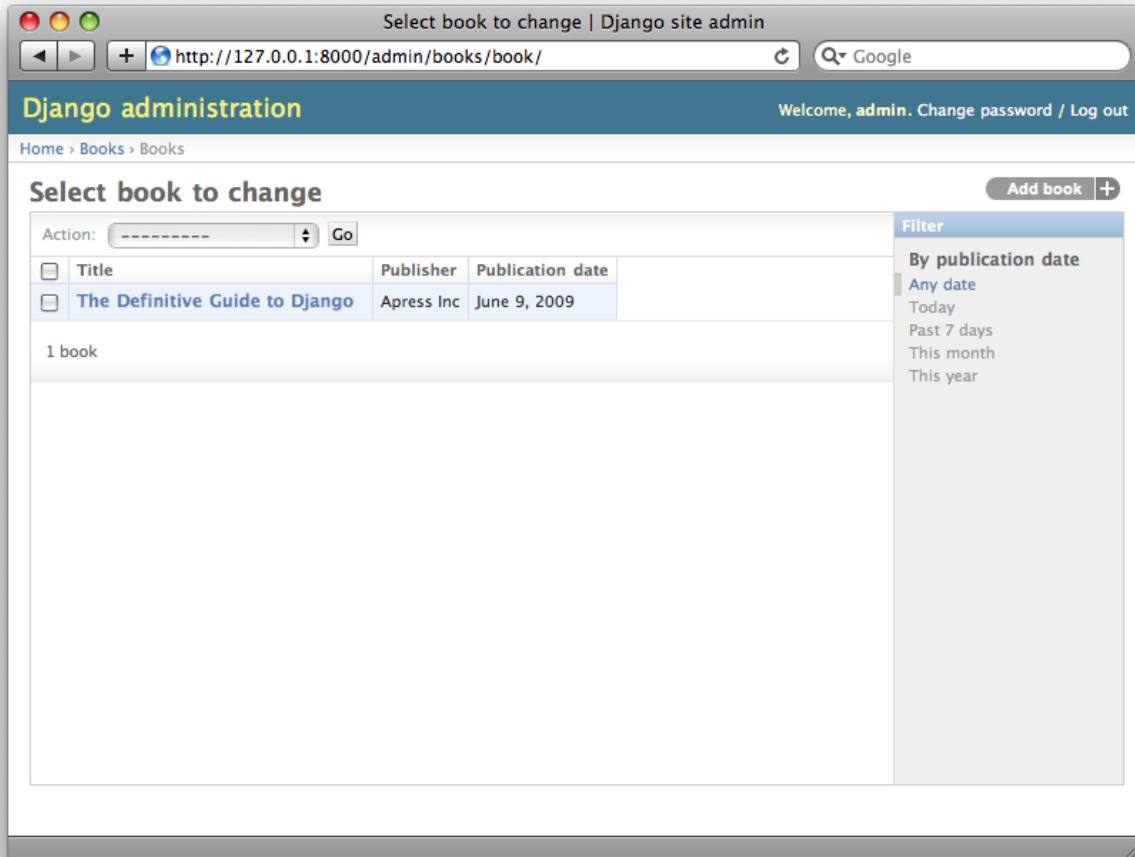 Select book to change | Django site admin
http://127.0.0.1:8000/admin/books/book/
Google
Django administration
Welcome, admin. Change password / Log out
Home › Books › Books
Select book to change
Add book
Action: --------- Go
Filter
By publication date
Any date
Today
Past 7 days
This month
This year
Title Publisher Publication date
The Definitive Guide to Django Apress Inc June 9, 2009
1 book